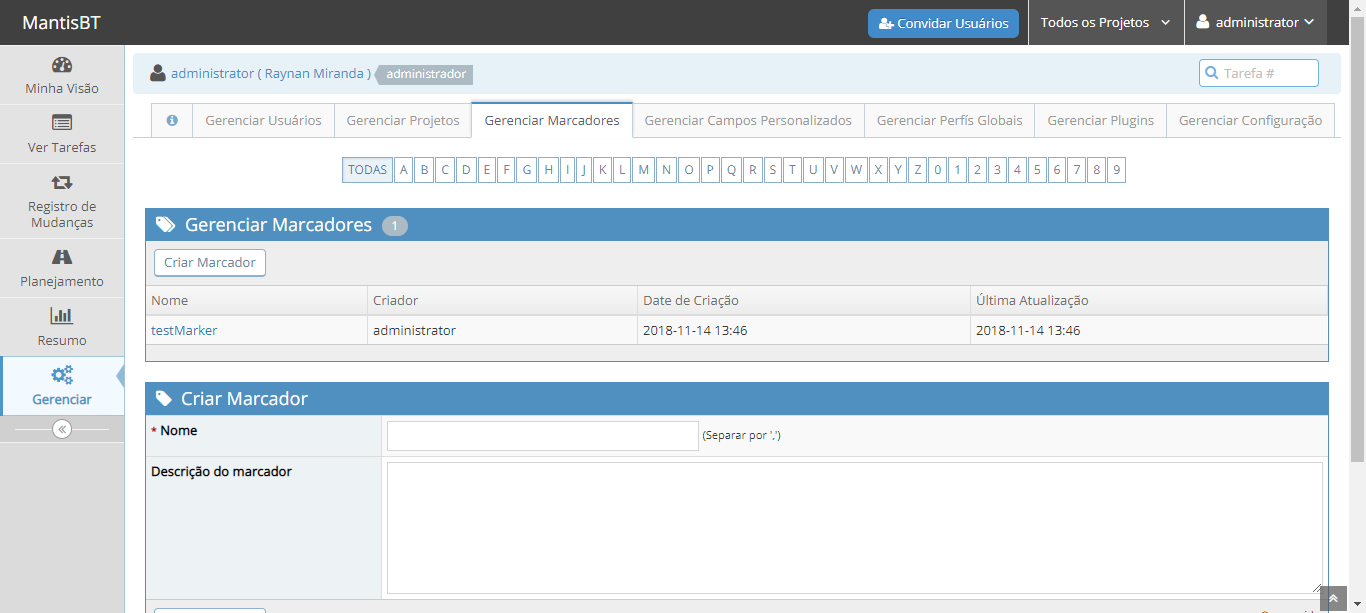 MantisBT
Convidar Usuários
Todos os Projetos
administrator
Minha Visão
Ver Tarefas
Registro de
Mudanças
Planejamento
Resumo
Gerenciar
administrator ( Raynan Miranda ) administrador
Tarefa #
Gerenciar Usuários
Gerenciar Projetos
Gerenciar Marcadores
Gerenciar Campos Personalizados
Gerenciar Perfís Globais
Gerenciar Plugins
Gerenciar Configuração
TODAS A B C D E F G H I J K L M N O P Q R S T U V W X Y Z 0 1 2 3 4 5 6 7 8 9
Gerenciar Marcadores 1
Criar Marcador
Nome Criador Date de Criação Última Atualização
testMarker administrator 2018-11-14 13:46 2018-11-14 13:46
Criar Marcador
* Nome
(Separar por ',')
Descrição do marcador